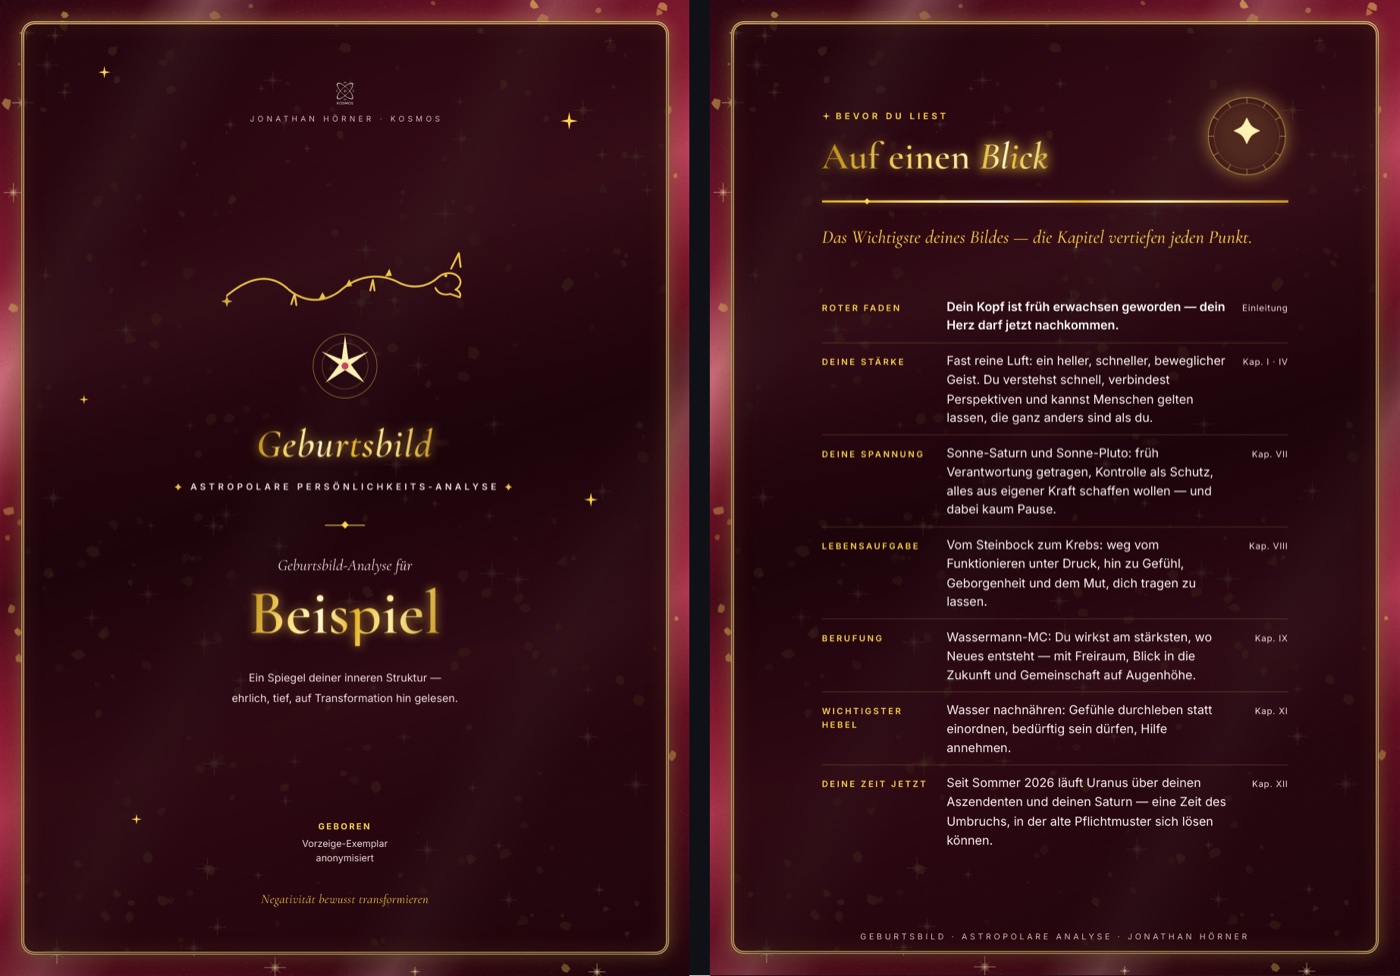 KOSMOS
JONATHAN HÖRNER · KOSMOS
Geburtsbild
ASTROPOLARE PERSÖNLICHKEITS-ANALYSE
Geburtsbild-Analyse für
Beispiel
Ein Spiegel deiner inneren Struktur —
ehrlich, tief, auf Transformation hin gelesen.
GEBOREN
Vorzeige-Exemplar
anonymisiert
Negativität bewusst transformieren
BEVOR DU LIEST
Auf einen Blick
Das Wichtigste deines Bildes — die Kapitel vertiefen jeden Punkt.
ROTER FADEN
Dein Kopf ist früh erwachsen geworden — dein
Herz darf jetzt nachkommen.
Einleitung
DEINE STÄRKE
Fast reine Luft: ein heller, schneller, beweglicher
Geist. Du verstehst schnell, verbindest
Perspektiven und kannst Menschen gelten
lassen, die ganz anders sind als du.
Kap. I · IV
DEINE SPANNUNG
Sonne-Saturn und Sonne-Pluto: früh
Verantwortung getragen, Kontrolle als Schutz,
alles aus eigener Kraft schaffen wollen — und
dabei kaum Pause.
Kap. VII
LEBENSAUFGABE
Vom Steinbock zum Krebs: weg vom
Funktionieren unter Druck, hin zu Gefühl,
Geborgenheit und dem Mut, dich tragen zu
lassen.
Kap. VIII
BERUFUNG
Wassermann-MC: Du wirkst am stärksten, wo
Neues entsteht — mit Freiraum, Blick in die
Zukunft und Gemeinschaft auf Augenhöhe.
Kap. IX
WICHTIGSTER
HEBEL
Wasser nachnähren: Gefühle durchleben statt
einordnen, bedürftig sein dürfen, Hilfe
annehmen.
Kap. XI
DEINE ZEIT JETZT
Seit Sommer 2026 läuft Uranus über deinen
Aszendenten und deinen Saturn — eine Zeit des
Umbruchs, in der alte Pflichtmuster sich lösen
können.
Kap. XII
GEBURTSBILD · ASTROPOLARE ANALYSE · JONATHAN HÖRNER